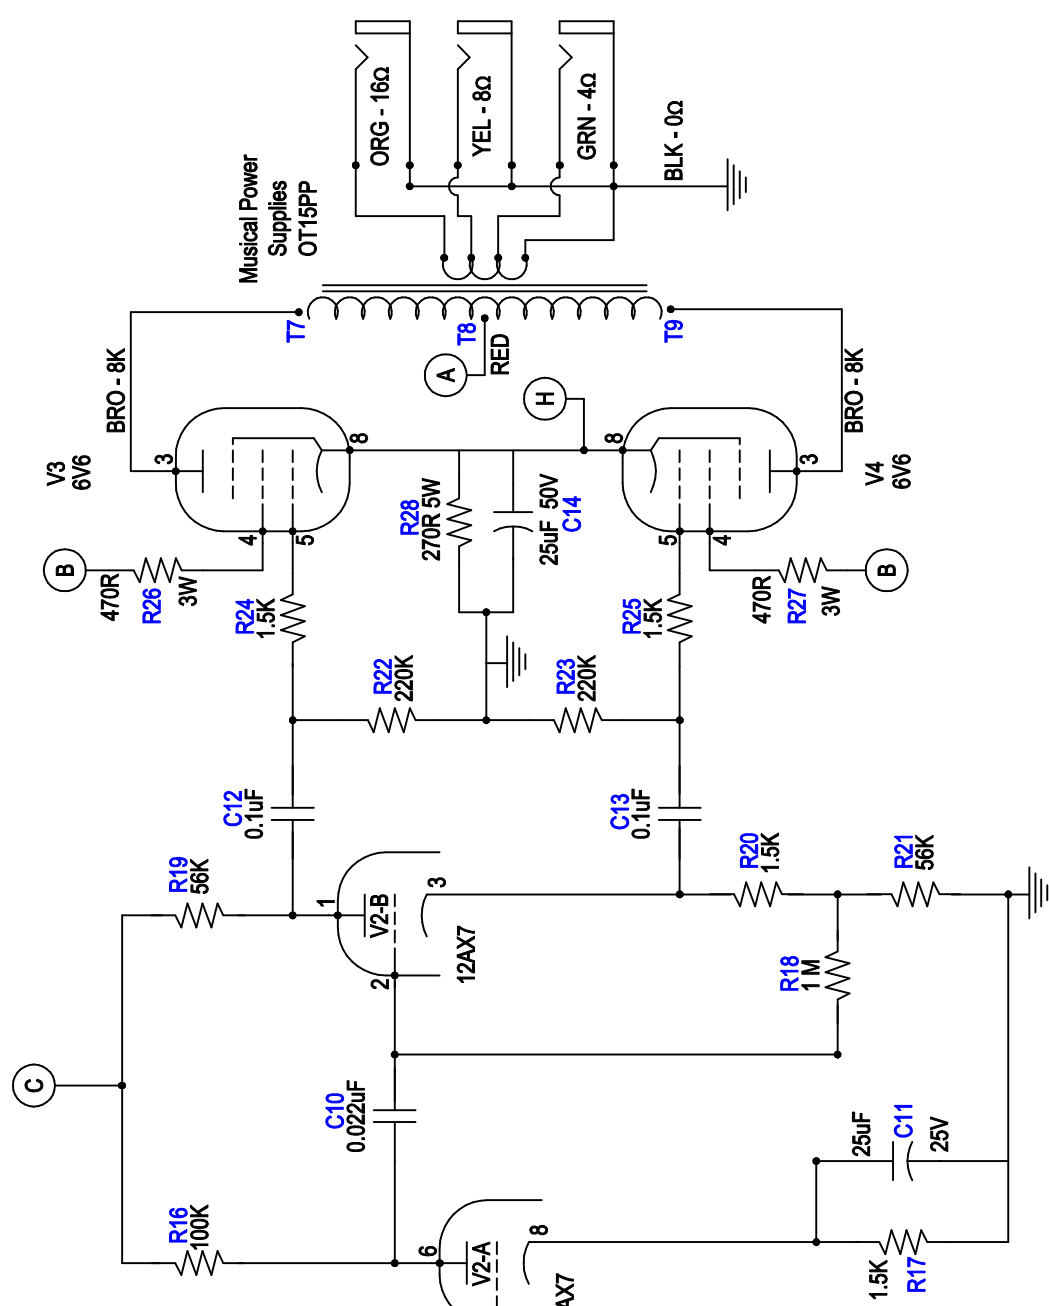 ORG - 16Ω
YEL - 8Ω
GRN - 4Ω
BLK - 0Ω
Musical Power
Supplies
OT15PP
T7
T8
T9
RED
A
H
BRO - 8K
BRO - 8K
V3
6V6
3
8
4
5
V4
6V6
8
3
5
4
R28
270R 5W
25uF 50V
C14
B
470R
R26
3W
B
470R
R27
3W
R24
1.5K
R25
1.5K
R22
220K
R23
220K
C12
0.1uF
C13
0.1uF
R19
56K
R20
1.5K
R21
56K
1
V2-B
3
2
12AX7
R18
1 M
C
C10
0.022uF
25uF
C11
25V
R16
100K
6
V2-A
8
AX7
1.5K
R17